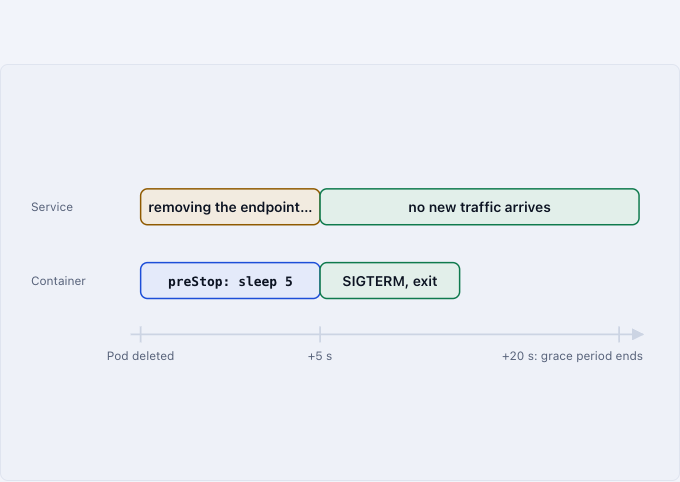 Service
removing the endpoint...
no new traffic arrives
Container
preStop: sleep 5
SIGTERM, exit
Pod deleted
+5 s
+20 s: grace period ends